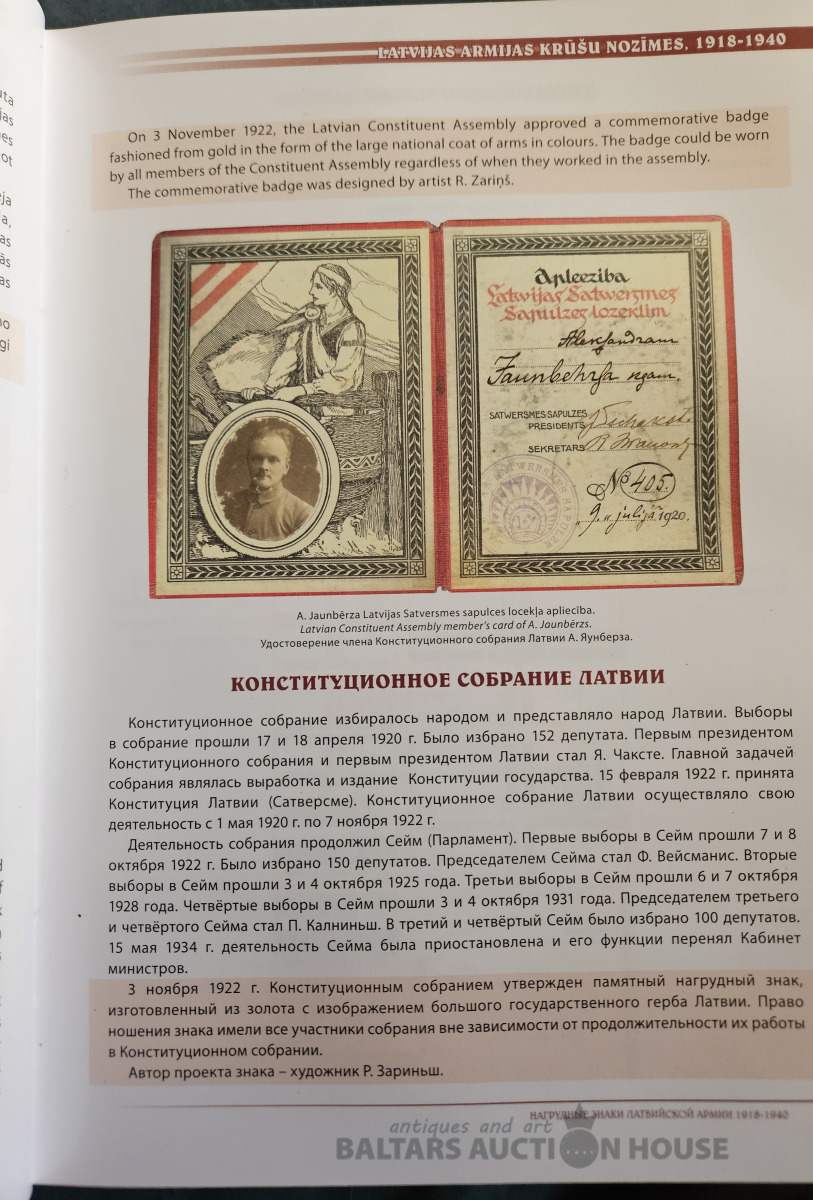 LATVIJAS ARMIJAS KRŪŠU NOZĪMES, 1918-1940
On 3 November 1922, the Latvian Constituent Assembly approved a commemorative badge
fashioned from gold in the form of the large national coat of arms in colours. The badge could be worn
by all members of the Constituent Assembly regardless of when they worked in the assembly.
The commemorative badge was designed by artist R. Zariņš.
Apleeziba
Latwijas Satwersmes
Sapulzes lozeklim
Aleksandram
Jaunbehrsa kgam.
SATWERSMES SAPULZES
PRESIDENTS
SEKRETARS
SATWERSMES SAPULZE
№ 405.
"9." julijā 1920.
A. Jaunbērza Latvijas Satversmes sapulces locekļa apliecība.
Latvian Constituent Assembly member's card of A. Jaunbērzs.
Удостоверение члена Конституционного собрания Латвии А. Яунберза.
КОНСТИТУЦИОННОЕ СОБРАНИЕ ЛАТВИИ
Конституционное собрание избиралось народом и представляло народ Латвии. Выборы
в собрание прошли 17 и 18 апреля 1920 г. Было избрано 152 депутата. Первым президентом
Конституционного собрания и первым президентом Латвии стал Я. Чаксте. Главной задачей
собрания являлась выработка и издание Конституции государства. 15 февраля 1922 г. принята
Конституция Латвии (Сатверсме). Конституционное собрание Латвии осуществляло свою
деятельность с 1 мая 1920 г. по 7 ноября 1922 г.
Деятельность собрания продолжил Сейм (Парламент). Первые выборы в Сейм прошли 7 и 8
октября 1922 г. Было избрано 150 депутатов. Председателем Сейма стал Ф. Вейсманис. Вторые
выборы в Сейм прошли 3 и 4 октября 1925 года. Третьи выборы в Сейм прошли 6 и 7 октября
1928 года. Четвёртые выборы в Сейм прошли 3 и 4 октября 1931 года. Председателем третьего
и четвёртого Сейма стал П. Калниньш. В третий и четвёртый Сейм было избрано 100 депутатов.
15 мая 1934 г. деятельность Сейма была приостановлена и его функции перенял Кабинет
министров.
3 ноября 1922 г. Конституционным собранием утвержден памятный нагрудный знак,
изготовленный из золота с изображением большого государственного герба Латвии. Право
ношения знака имели все участники собрания вне зависимости от продолжительности их работы
в Конституционном собрании.
Автор проекта знака – художник Р. Зариньш.
НАГРУДНЫЕ ЗНАКИ ЛАТВИЙСКОЙ АРМИИ 1918-1940
antiques and art
BALTARS AUCTION HOUSE